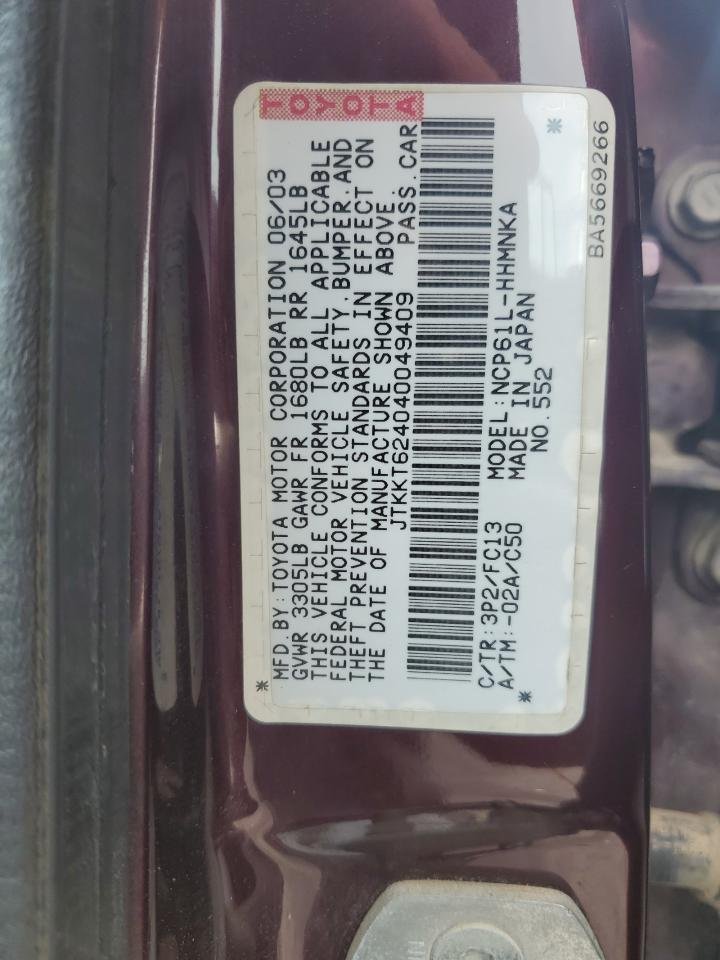 TOYOTA
MFD.BY:TOYOTA MOTOR CORPORATION 06/03
GVWR 3305LB GAWR FR 1680LB RR 1645LB
THIS VEHICLE CONFORMS TO ALL APPLICABLE
FEDERAL MOTOR VEHICLE SAFETY.BUMPER.AND
THEFT PREVENTION STANDARDS IN EFFECT ON
THE DATE OF MANUFACTURE SHOWN ABOVE.
JTKKT624040049409 PASS.CAR
C/TR:3P2/FC13 MODEL:NCP61L-HHMNKA
A/TM:-02A/C50 MADE IN JAPAN
NO.552
BA5669266